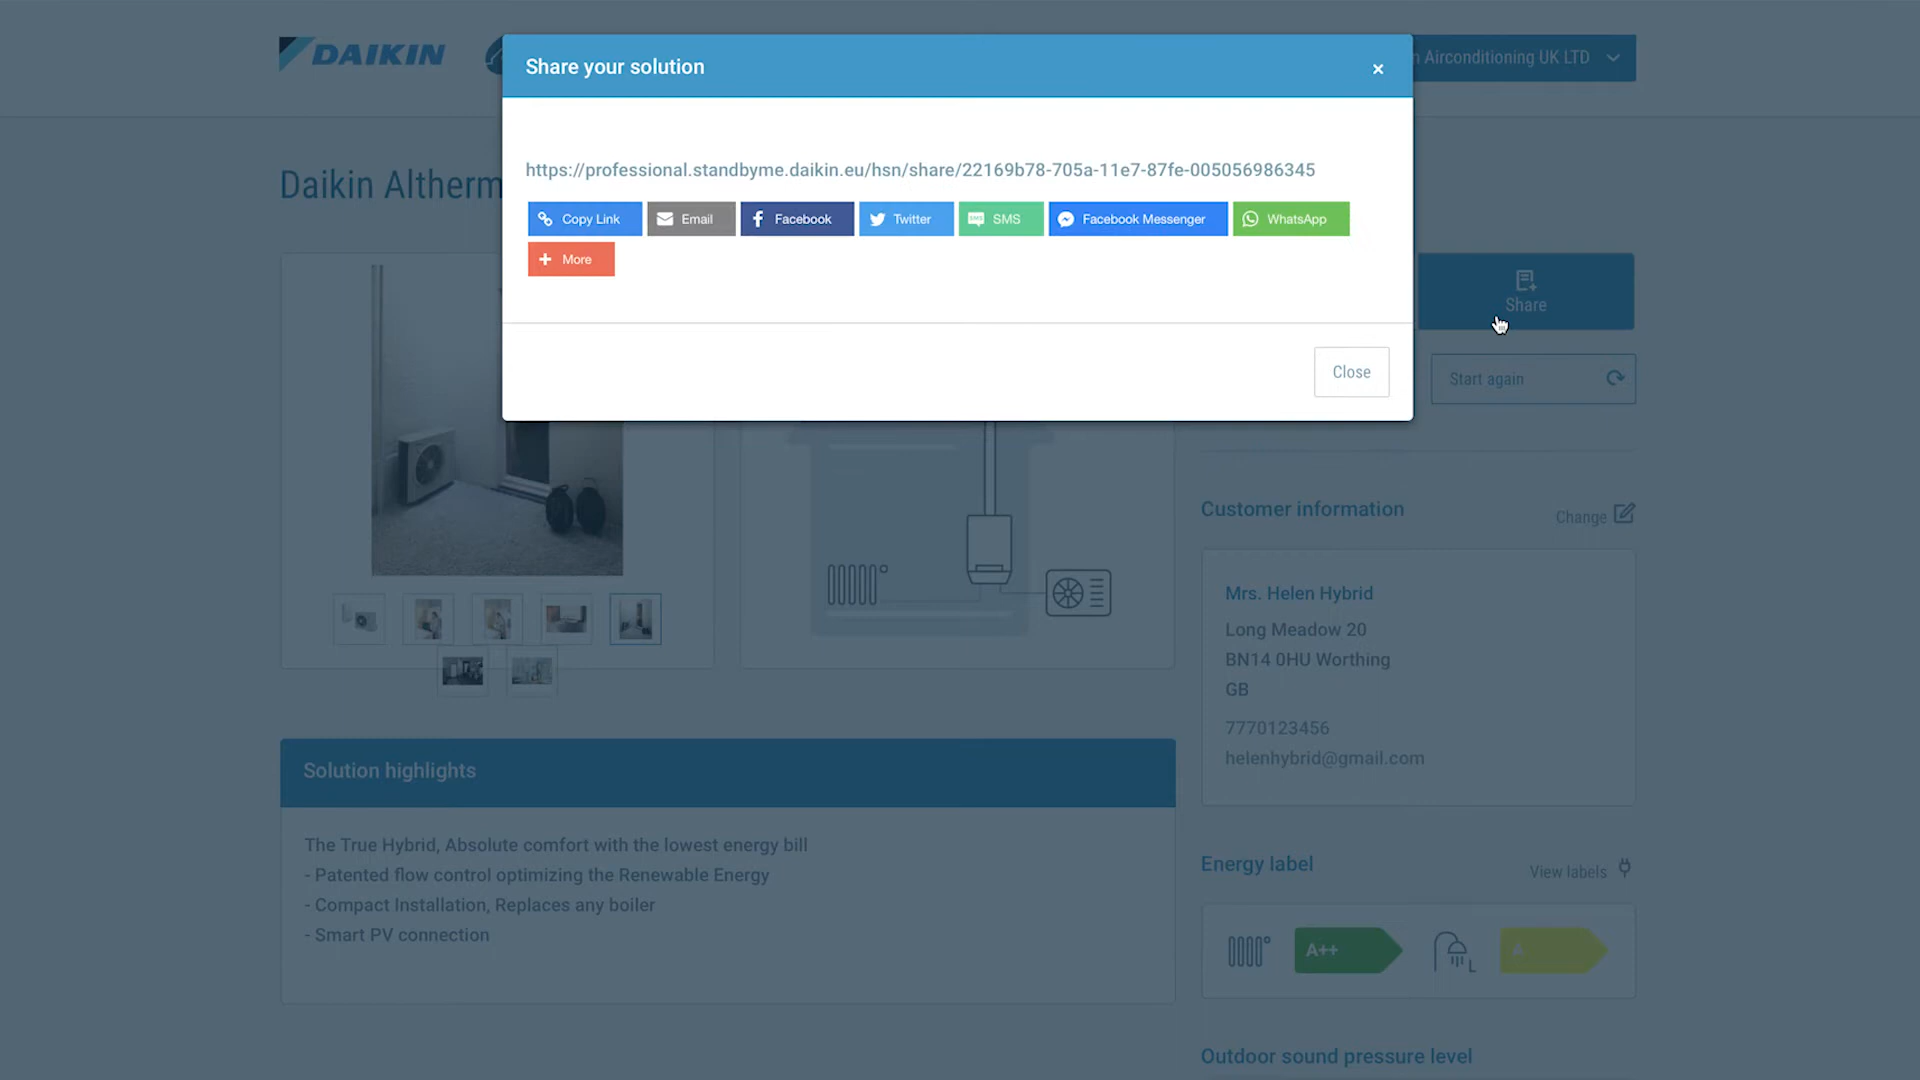 DAIKIN
Airconditioning UK LTD
Share your solution
×
https://professional.standbyme.daikin.eu/hsn/share/22169b78-705a-11e7-87fe-005056986345
Copy Link
Email
Facebook
Twitter
SMS
Facebook Messenger
WhatsApp
More
Close
Daikin Altherm
Share
Start again
Customer information
Change
Mrs. Helen Hybrid
Long Meadow 20
BN14 0HU Worthing
GB
7770123456
helenhybrid@gmail.com
Solution highlights
The True Hybrid, Absolute comfort with the lowest energy bill
- Patented flow control optimizing the Renewable Energy
- Compact Installation, Replaces any boiler
- Smart PV connection
Energy label
View labels
A++
L
A
Outdoor sound pressure level